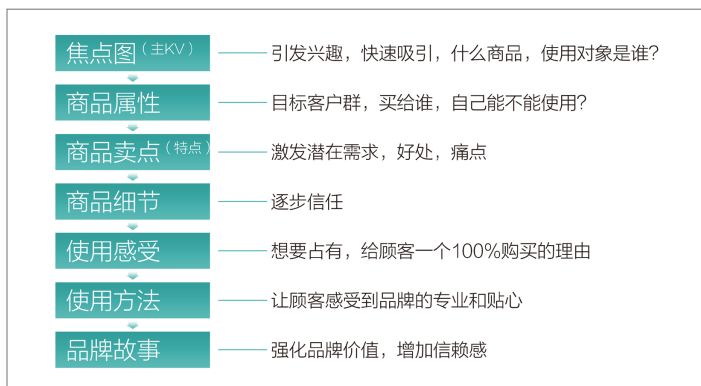 焦点图（主KV） 引发兴趣，快速吸引，什么商品，使用对象是谁？
商品属性 目标客户群，买给谁，自己能不能使用？
商品卖点（特点） 激发潜在需求，好处，痛点
商品细节 逐步信任
使用感受 想要占有，给顾客一个100%购买的理由
使用方法 让顾客感受到品牌的专业和贴心
品牌故事 强化品牌价值，增加信赖感